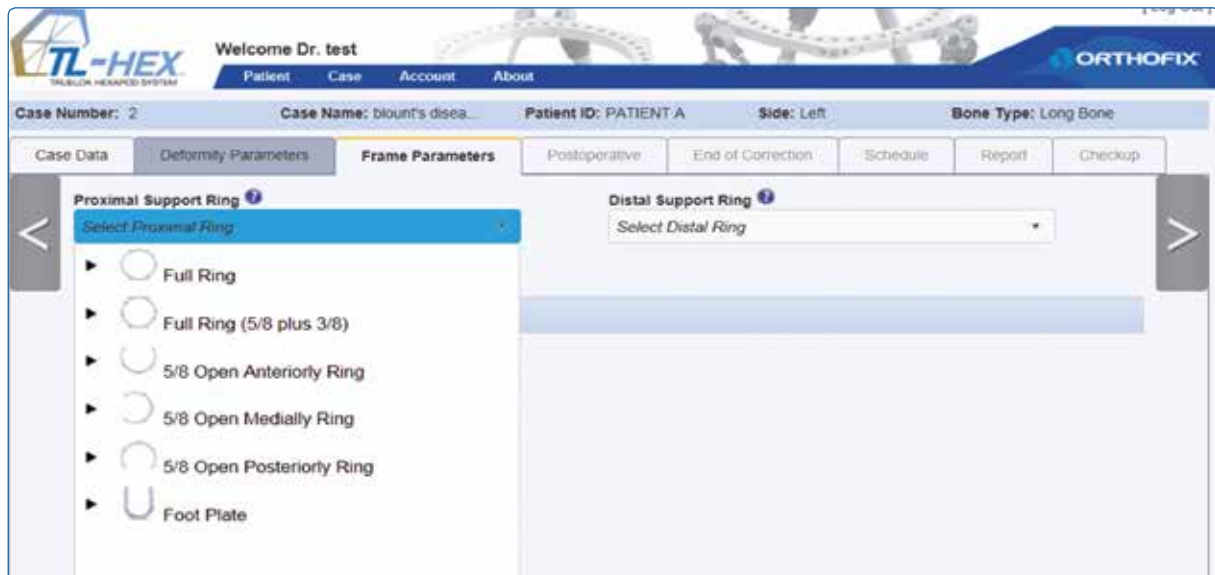 [ Log Out ]
TL-HEX
TRUELOK HEXAPOD SYSTEM
Welcome Dr. test
Patient Case Account About
ORTHOFIX
Case Number: 2 Case Name: blount's disea... Patient ID: PATIENT A Side: Left Bone Type: Long Bone
Case Data Deformity Parameters Frame Parameters Postoperative End of Correction Schedule Report Checkup
Proximal Support Ring ? Distal Support Ring ?
< Select Proximal Ring Select Distal Ring >
Full Ring
Full Ring (5/8 plus 3/8)
5/8 Open Anteriorly Ring
5/8 Open Medially Ring
5/8 Open Posteriorly Ring
Foot Plate